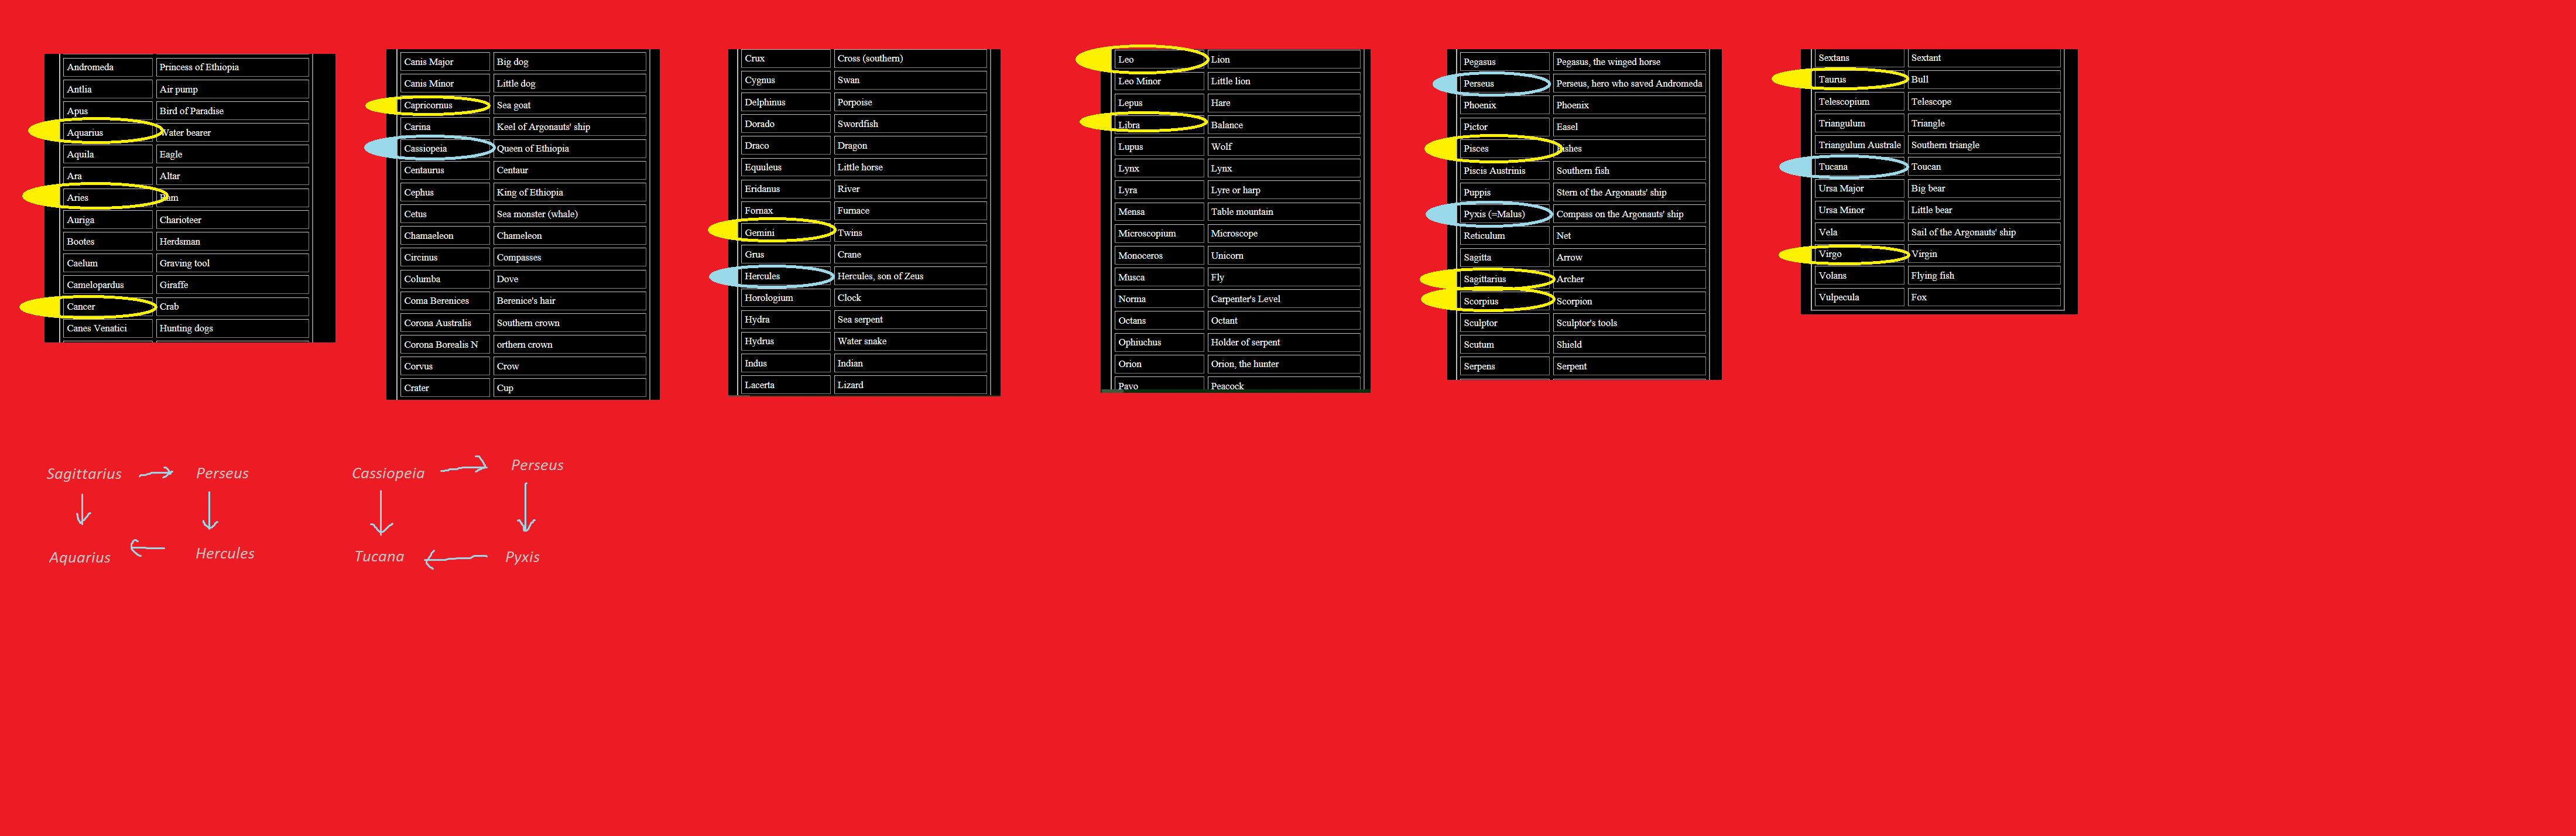 Andromeda Princess of Ethiopia
Antlia Air pump
Apus Bird of Paradise
Aquarius Water bearer
Aquila Eagle
Ara Altar
Aries Ram
Auriga Charioteer
Bootes Herdsman
Caelum Graving tool
Camelopardus Giraffe
Cancer Crab
Canes Venatici Hunting dogs
Canis Major Big dog
Canis Minor Little dog
Capricornus Sea goat
Carina Keel of Argonauts' ship
Cassiopeia Queen of Ethiopia
Centaurus Centaur
Cephus King of Ethiopia
Cetus Sea monster (whale)
Chamaeleon Chameleon
Circinus Compasses
Columba Dove
Coma Berenices Berenice's hair
Corona Australis Southern crown
Corona Borealis N orthern crown
Corvus Crow
Crater Cup
Crux Cross (southern)
Cygnus Swan
Delphinus Porpoise
Dorado Swordfish
Draco Dragon
Equuleus Little horse
Eridanus River
Fornax Furnace
Gemini Twins
Grus Crane
Hercules Hercules, son of Zeus
Horologium Clock
Hydra Sea serpent
Hydrus Water snake
Indus Indian
Lacerta Lizard
Leo Lion
Leo Minor Little lion
Lepus Hare
Libra Balance
Lupus Wolf
Lynx Lynx
Lyra Lyre or harp
Mensa Table mountain
Microscopium Microscope
Monoceros Unicorn
Musca Fly
Norma Carpenter's Level
Octans Octant
Ophiuchus Holder of serpent
Orion Orion, the hunter
Pavo Peacock
Pegasus Pegasus, the winged horse
Perseus Perseus, hero who saved Andromeda
Phoenix Phoenix
Pictor Easel
Pisces Fishes
Piscis Austrinis Southern fish
Puppis Stern of the Argonauts' ship
Pyxis (=Malus) Compass on the Argonauts' ship
Reticulum Net
Sagitta Arrow
Sagittarius Archer
Scorpius Scorpion
Sculptor Sculptor's tools
Scutum Shield
Serpens Serpent
Sextans Sextant
Taurus Bull
Telescopium Telescope
Triangulum Triangle
Triangulum Australe Southern triangle
Tucana Toucan
Ursa Major Big bear
Ursa Minor Little bear
Vela Sail of the Argonauts' ship
Virgo Virgin
Volans Flying fish
Vulpecula Fox
Sagittarius Perseus
Aquarius Hercules
Cassiopeia Perseus
Tucana Pyxis